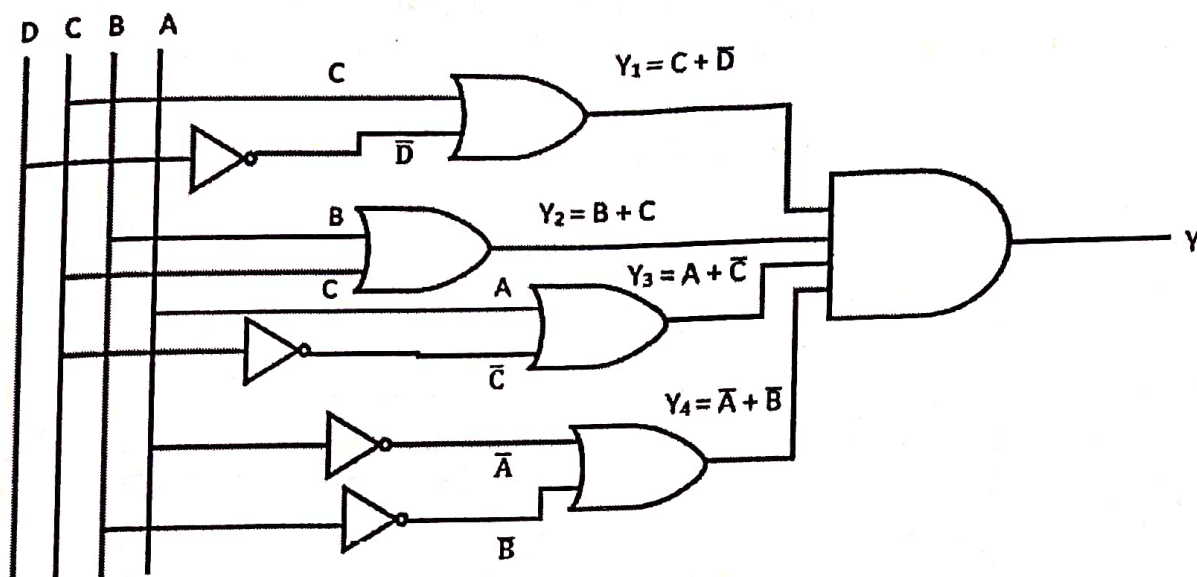 D C B A
C
Y₁ = C + D̅
D̅
B
Y₂ = B + C
Y
C
A
Y₃ = A + C̅
C̅
Y₄ = A̅ + B̅
A̅
B̅